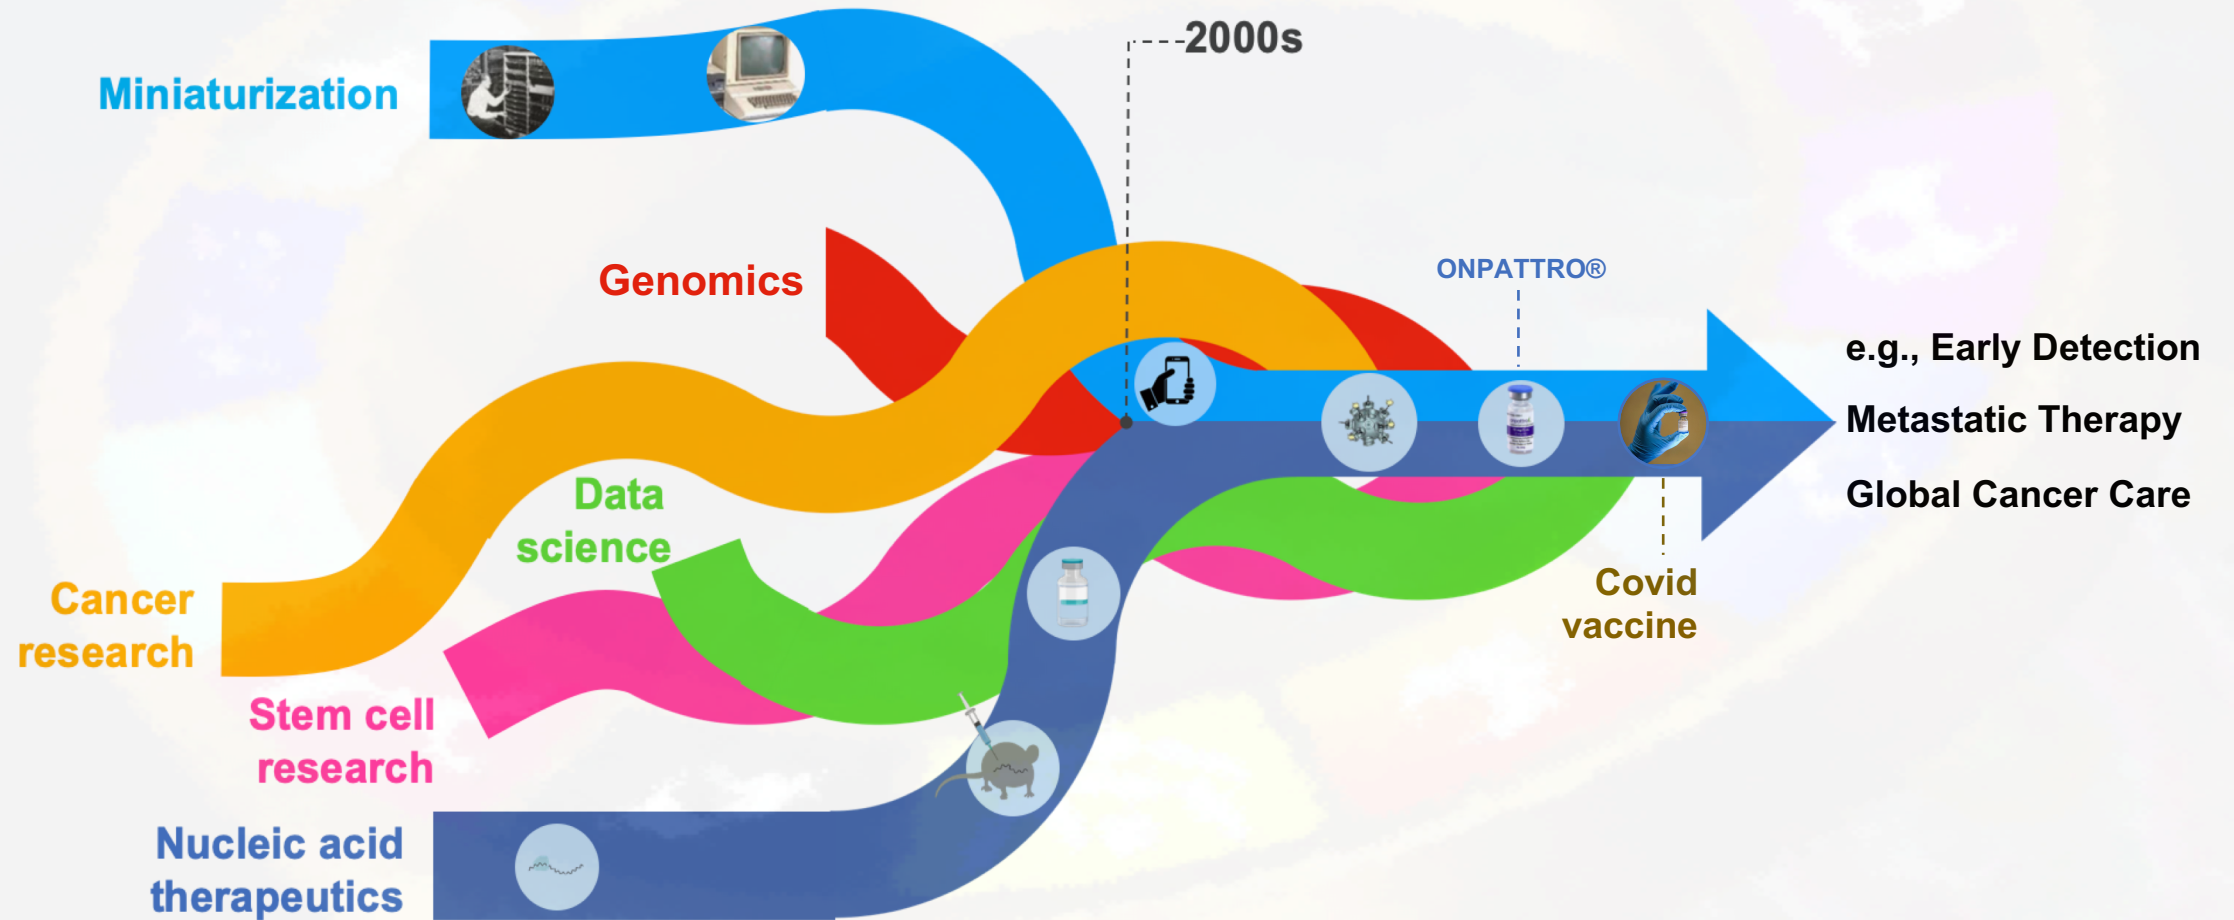 2000s
Miniaturization
Genomics
ONPATTRO®
e.g., Early Detection
Metastatic Therapy
Global Cancer Care
Data
science
Cancer
research
Covid
vaccine
Stem cell
research
Nucleic acid
therapeutics